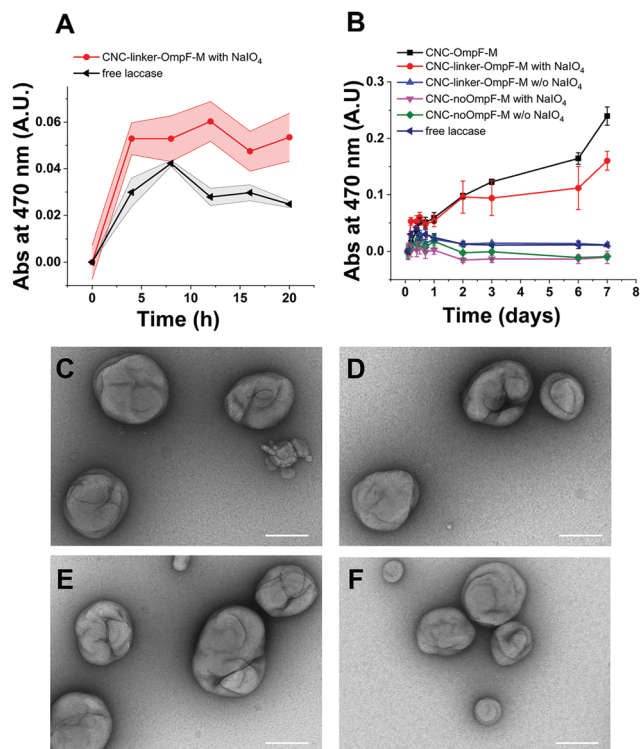 A
CNC-linker-OmpF-M with NaIO₄
free laccase
Abs at 470 nm (A.U.)
0.06
0.04
0.02
0.00
0
5
10
15
20
Time (h)
B
CNC-OmpF-M
CNC-linker-OmpF-M with NaIO₄
CNC-linker-OmpF-M w/o NaIO₄
CNC-noOmpF-M with NaIO₄
CNC-noOmpF-M w/o NaIO₄
free laccase
Abs at 470 nm (A.U)
0.3
0.2
0.1
0.0
0
1
2
3
4
5
6
7
8
Time (days)
C
D
E
F